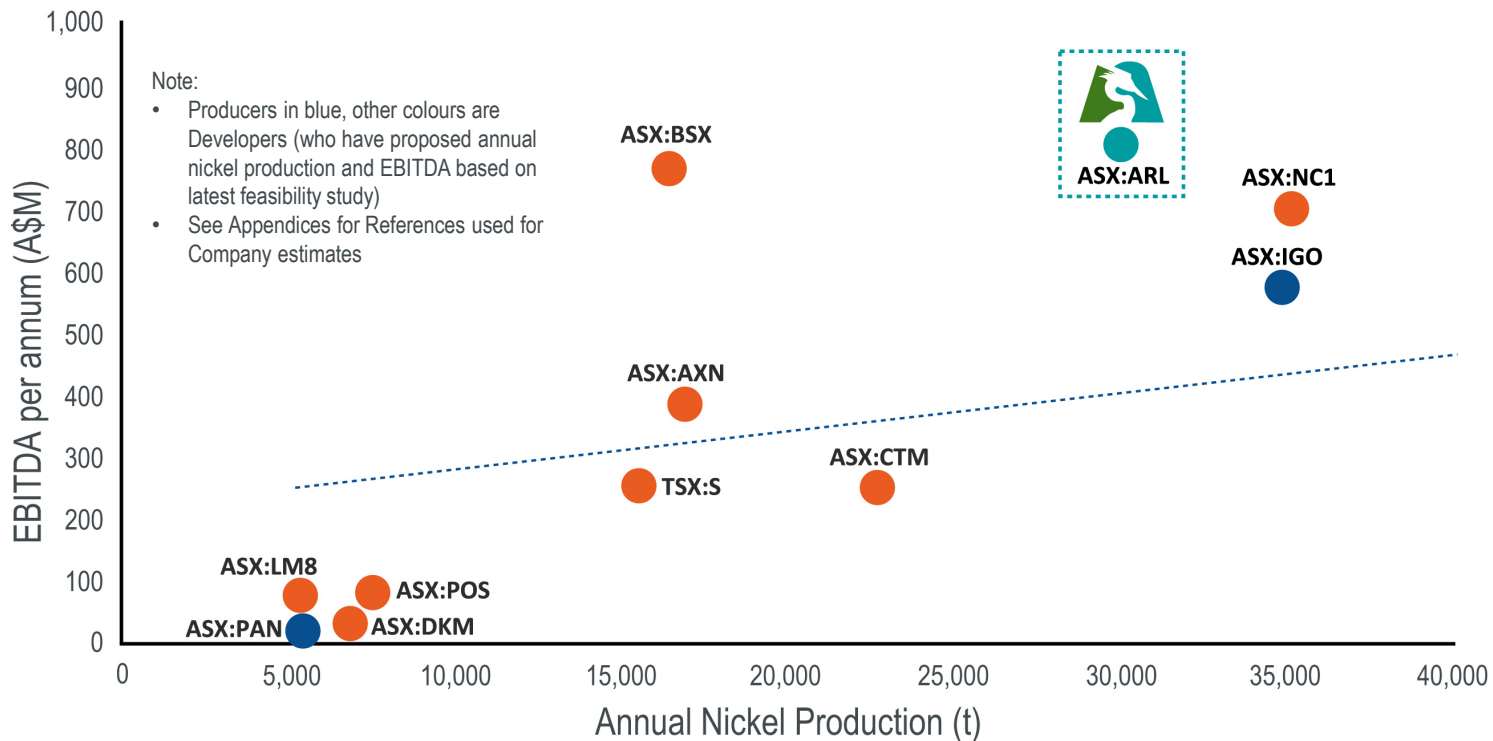 1,000
900
800
700
600
500
400
300
200
100
0
EBITDA per annum (A$M)
Note:
• Producers in blue, other colours are
Developers (who have proposed annual
nickel production and EBITDA based on
latest feasibility study)
• See Appendices for References used for
Company estimates
ASX:BSX
ASX:ARL
ASX:NC1
ASX:IGO
ASX:AXN
ASX:CTM
TSX:S
ASX:LM8
ASX:POS
ASX:PAN
ASX:DKM
0
5,000
10,000
15,000
20,000
25,000
30,000
35,000
40,000
Annual Nickel Production (t)